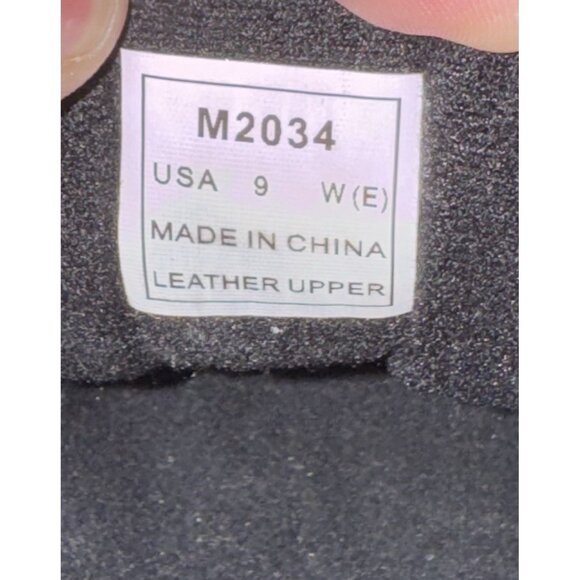 M2034
USA 9 W (E)
MADE IN CHINA
LEATHER UPPER